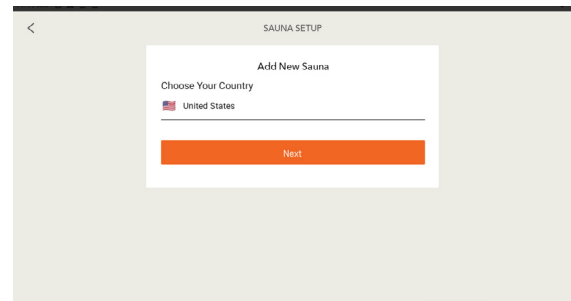 SAUNA SETUP
Add New Sauna
Choose Your Country
United States
Next